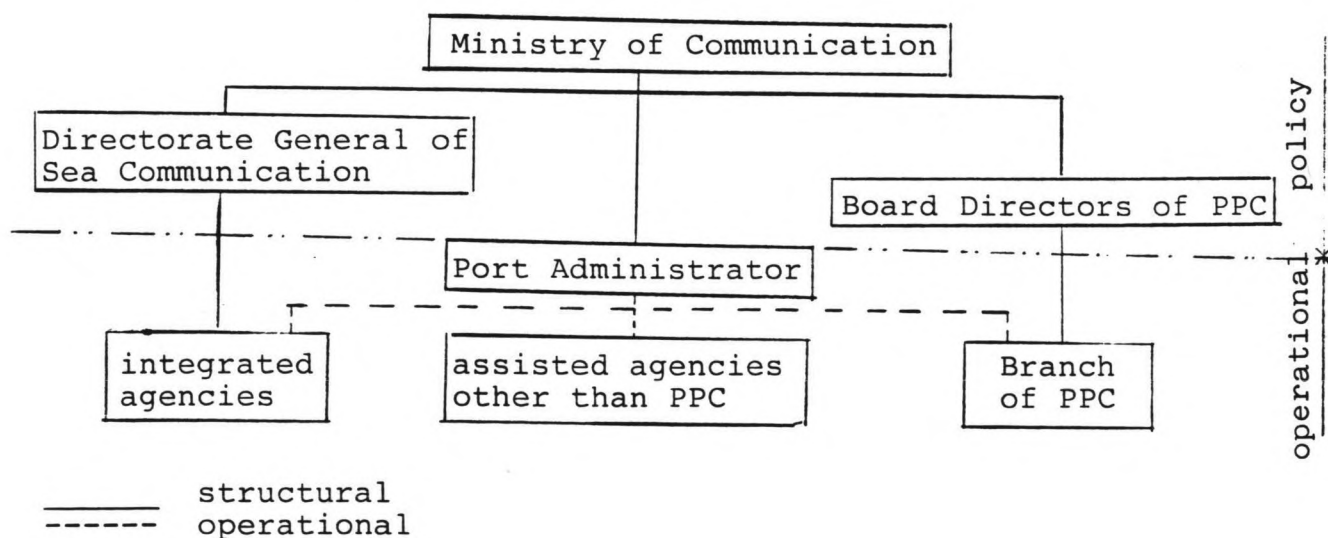 Ministry of Communication
policy
Directorate General of
Sea Communication
Board Directors of PPC
Port Administrator
operational
integrated
agencies
assisted agencies
other than PPC
Branch
of PPC
structural
operational